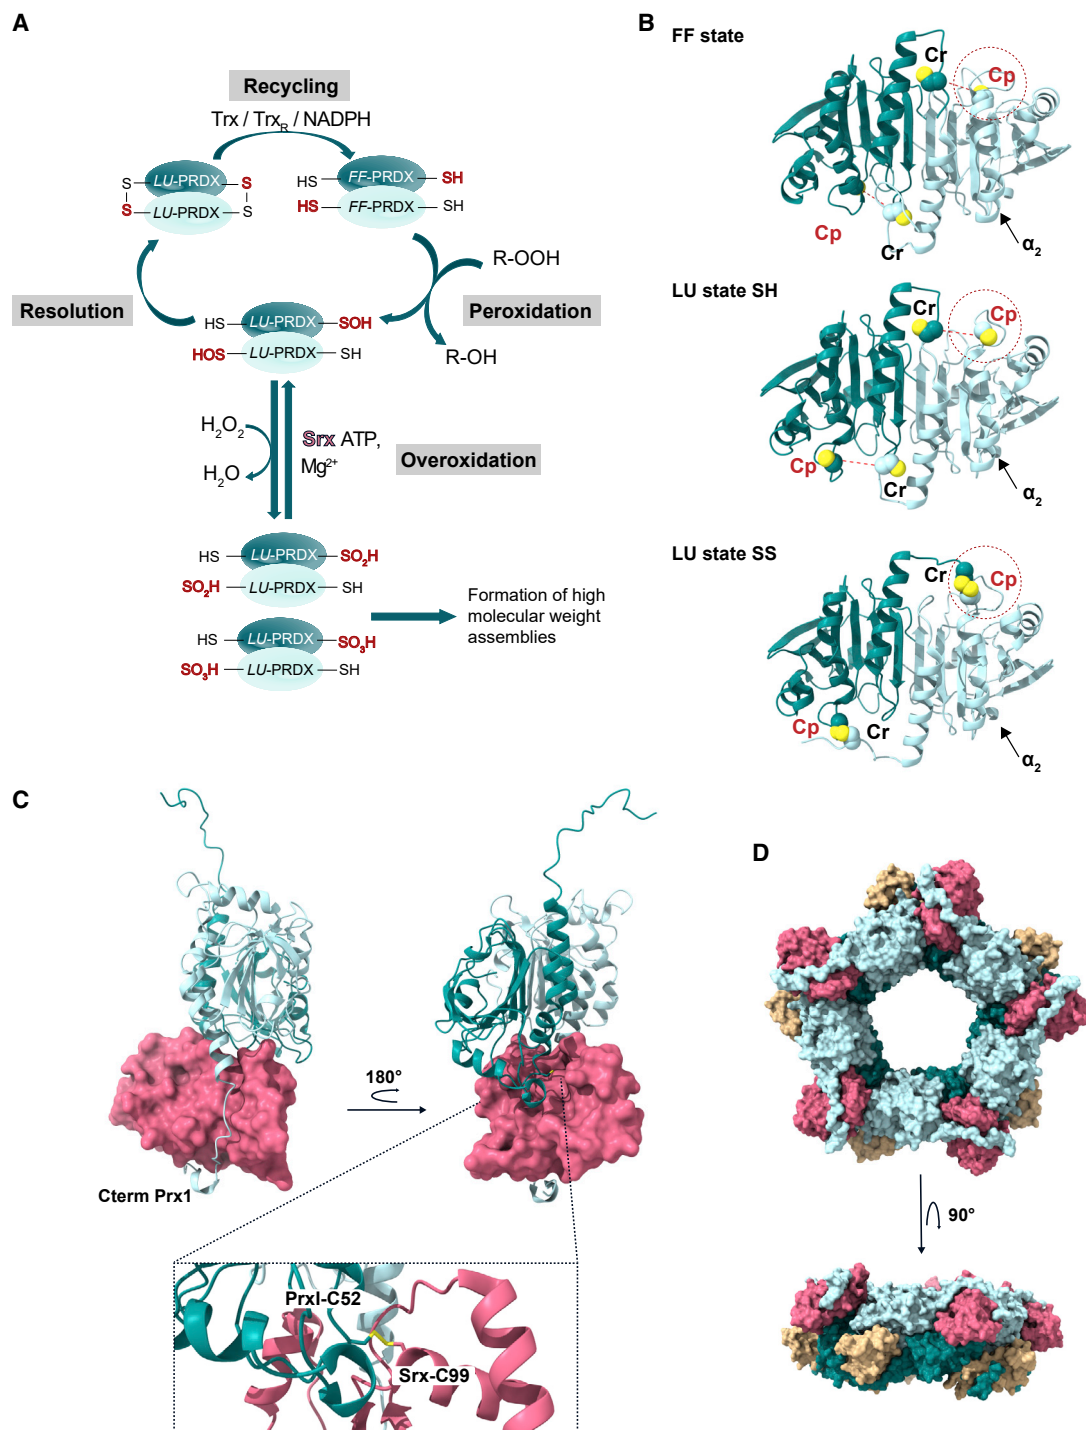 A
Recycling
Trx / TrxR / NADPH
S LU-PRDX S
S LU-PRDX S
HS FF-PRDX SH
HS FF-PRDX SH
R-OOH
Resolution
Peroxidation
HS LU-PRDX SOH
HOS LU-PRDX SH
R-OH
H2O2
H2O
Srx ATP,
Mg2+
Overoxidation
HS LU-PRDX SO2H
SO2H LU-PRDX SH
HS LU-PRDX SO3H
SO3H LU-PRDX SH
Formation of high
molecular weight
assemblies
B
FF state
Cr
Cp
Cp
Cr
α2
LU state SH
Cr
Cp
Cp
Cr
α2
LU state SS
Cr
Cp
Cp
Cr
α2
C
180°
Cterm Prx1
PrxI-C52
Srx-C99
D
90°